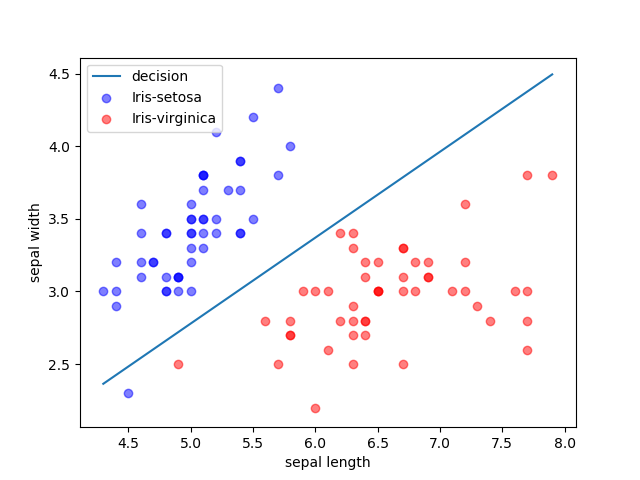 decision
Iris-setosa
Iris-virginica
4.5
4.0
3.5
3.0
2.5
sepal width
4.5 5.0 5.5 6.0 6.5 7.0 7.5 8.0
sepal length